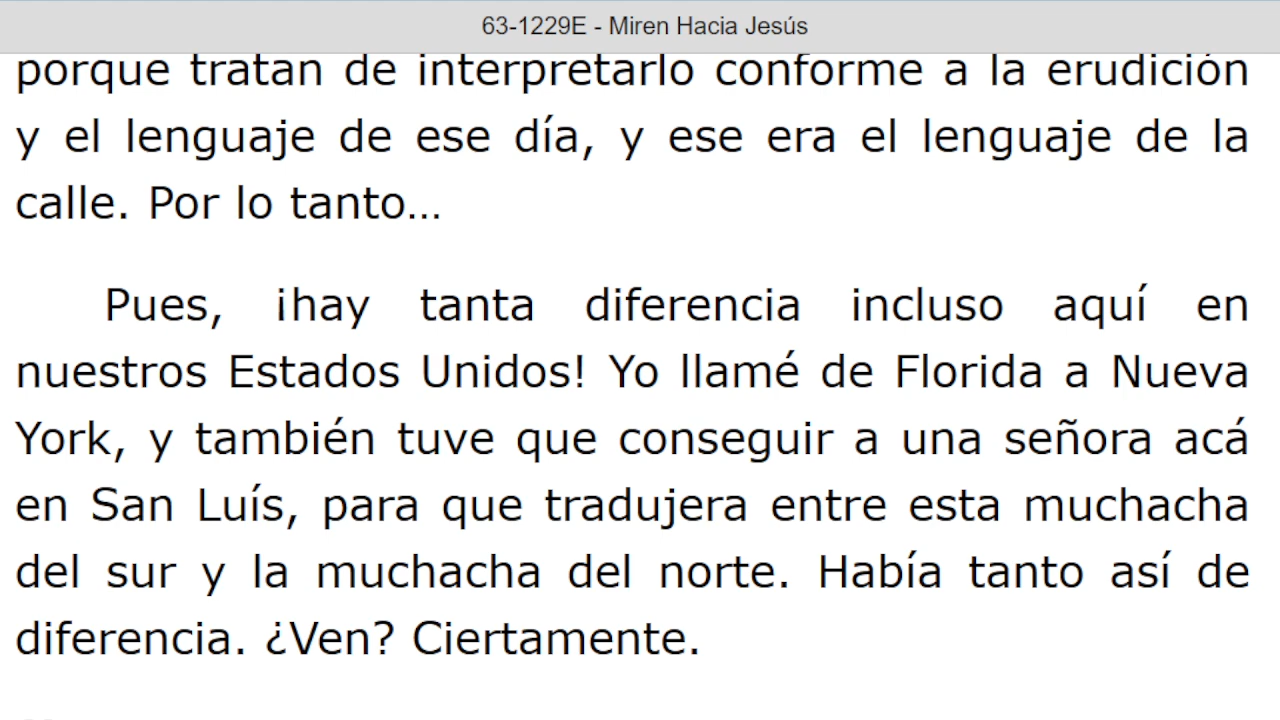 63-1229E - Miren Hacia Jesús
porque tratan de interpretarlo conforme a la erudición
y el lenguaje de ese día, y ese era el lenguaje de la
calle. Por lo tanto...
Pues, ¡hay tanta diferencia incluso aquí en
nuestros Estados Unidos! Yo llamé de Florida a Nueva
York, y también tuve que conseguir a una señora acá
en San Luís, para que tradujera entre esta muchacha
del sur y la muchacha del norte. Había tanto así de
diferencia. ¿Ven? Ciertamente.